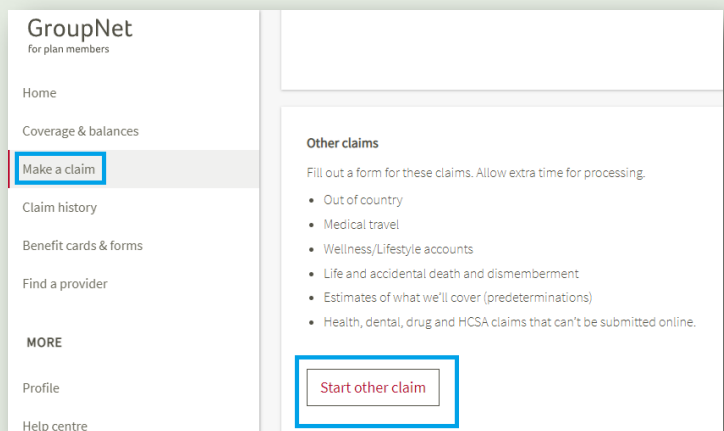 GroupNet
for plan members
Home
Coverage & balances
Make a claim
Claim history
Benefit cards & forms
Find a provider
MORE
Profile
Help centre
Other claims
Fill out a form for these claims. Allow extra time for processing.
• Out of country
• Medical travel
• Wellness/Lifestyle accounts
• Life and accidental death and dismemberment
• Estimates of what we'll cover (predeterminations)
• Health, dental, drug and HCSA claims that can't be submitted online.
Start other claim